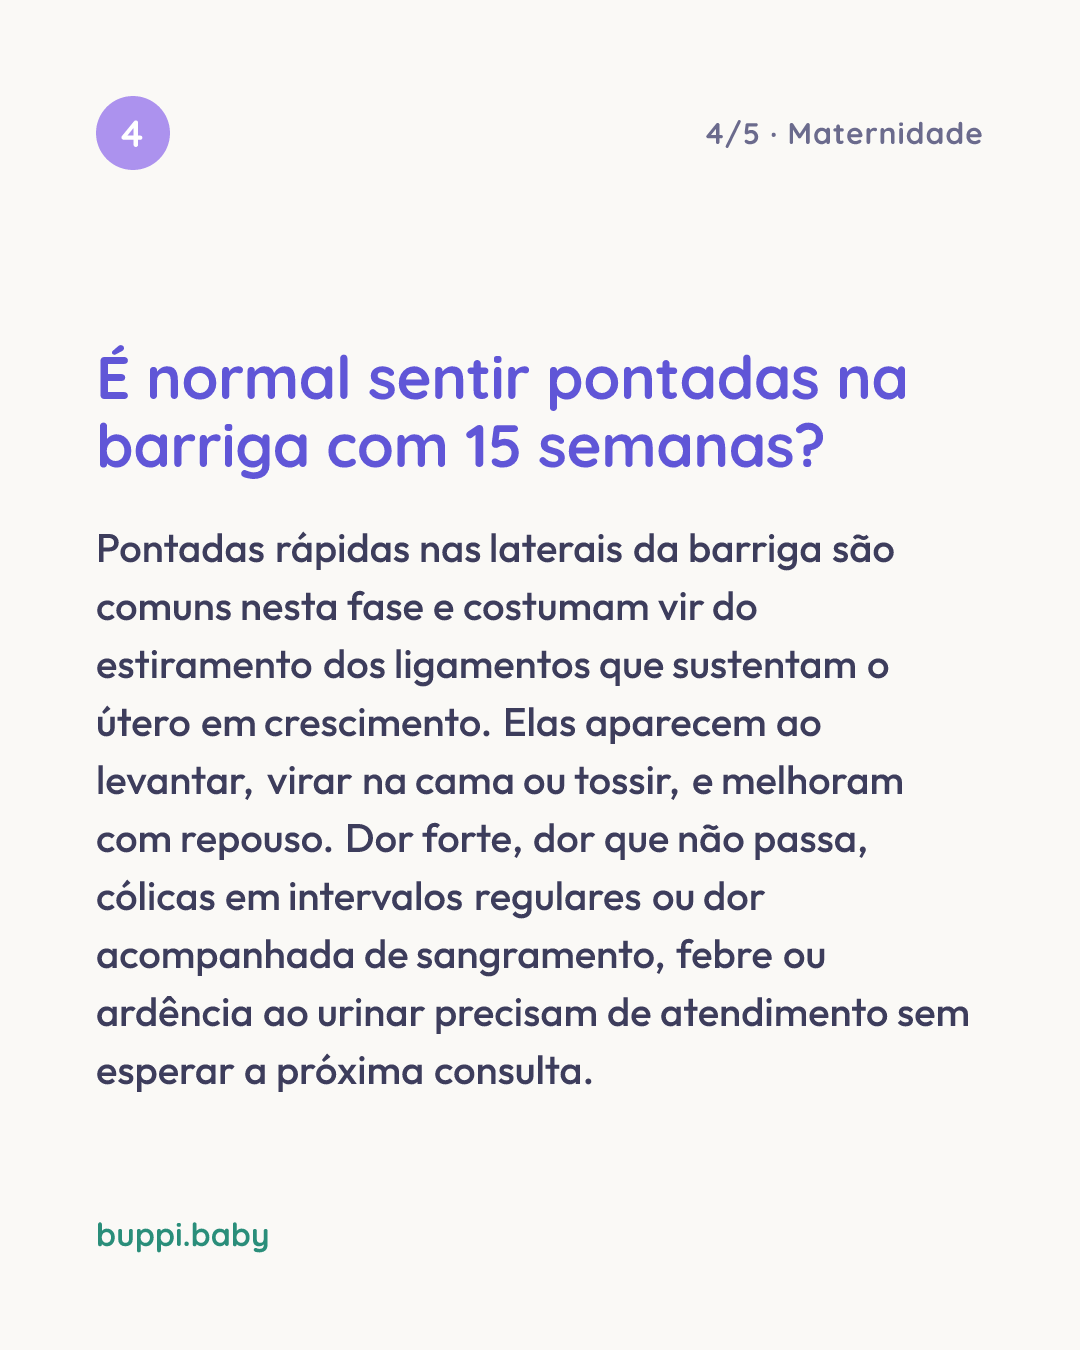 4
4/5 · Maternidade
É normal sentir pontadas na
barriga com 15 semanas?
Pontadas rápidas nas laterais da barriga são
comuns nesta fase e costumam vir do
estiramento dos ligamentos que sustentam o
útero em crescimento. Elas aparecem ao
levantar, virar na cama ou tossir, e melhoram
com repouso. Dor forte, dor que não passa,
cólicas em intervalos regulares ou dor
acompanhada de sangramento, febre ou
ardência ao urinar precisam de atendimento sem
esperar a próxima consulta.
buppi.baby